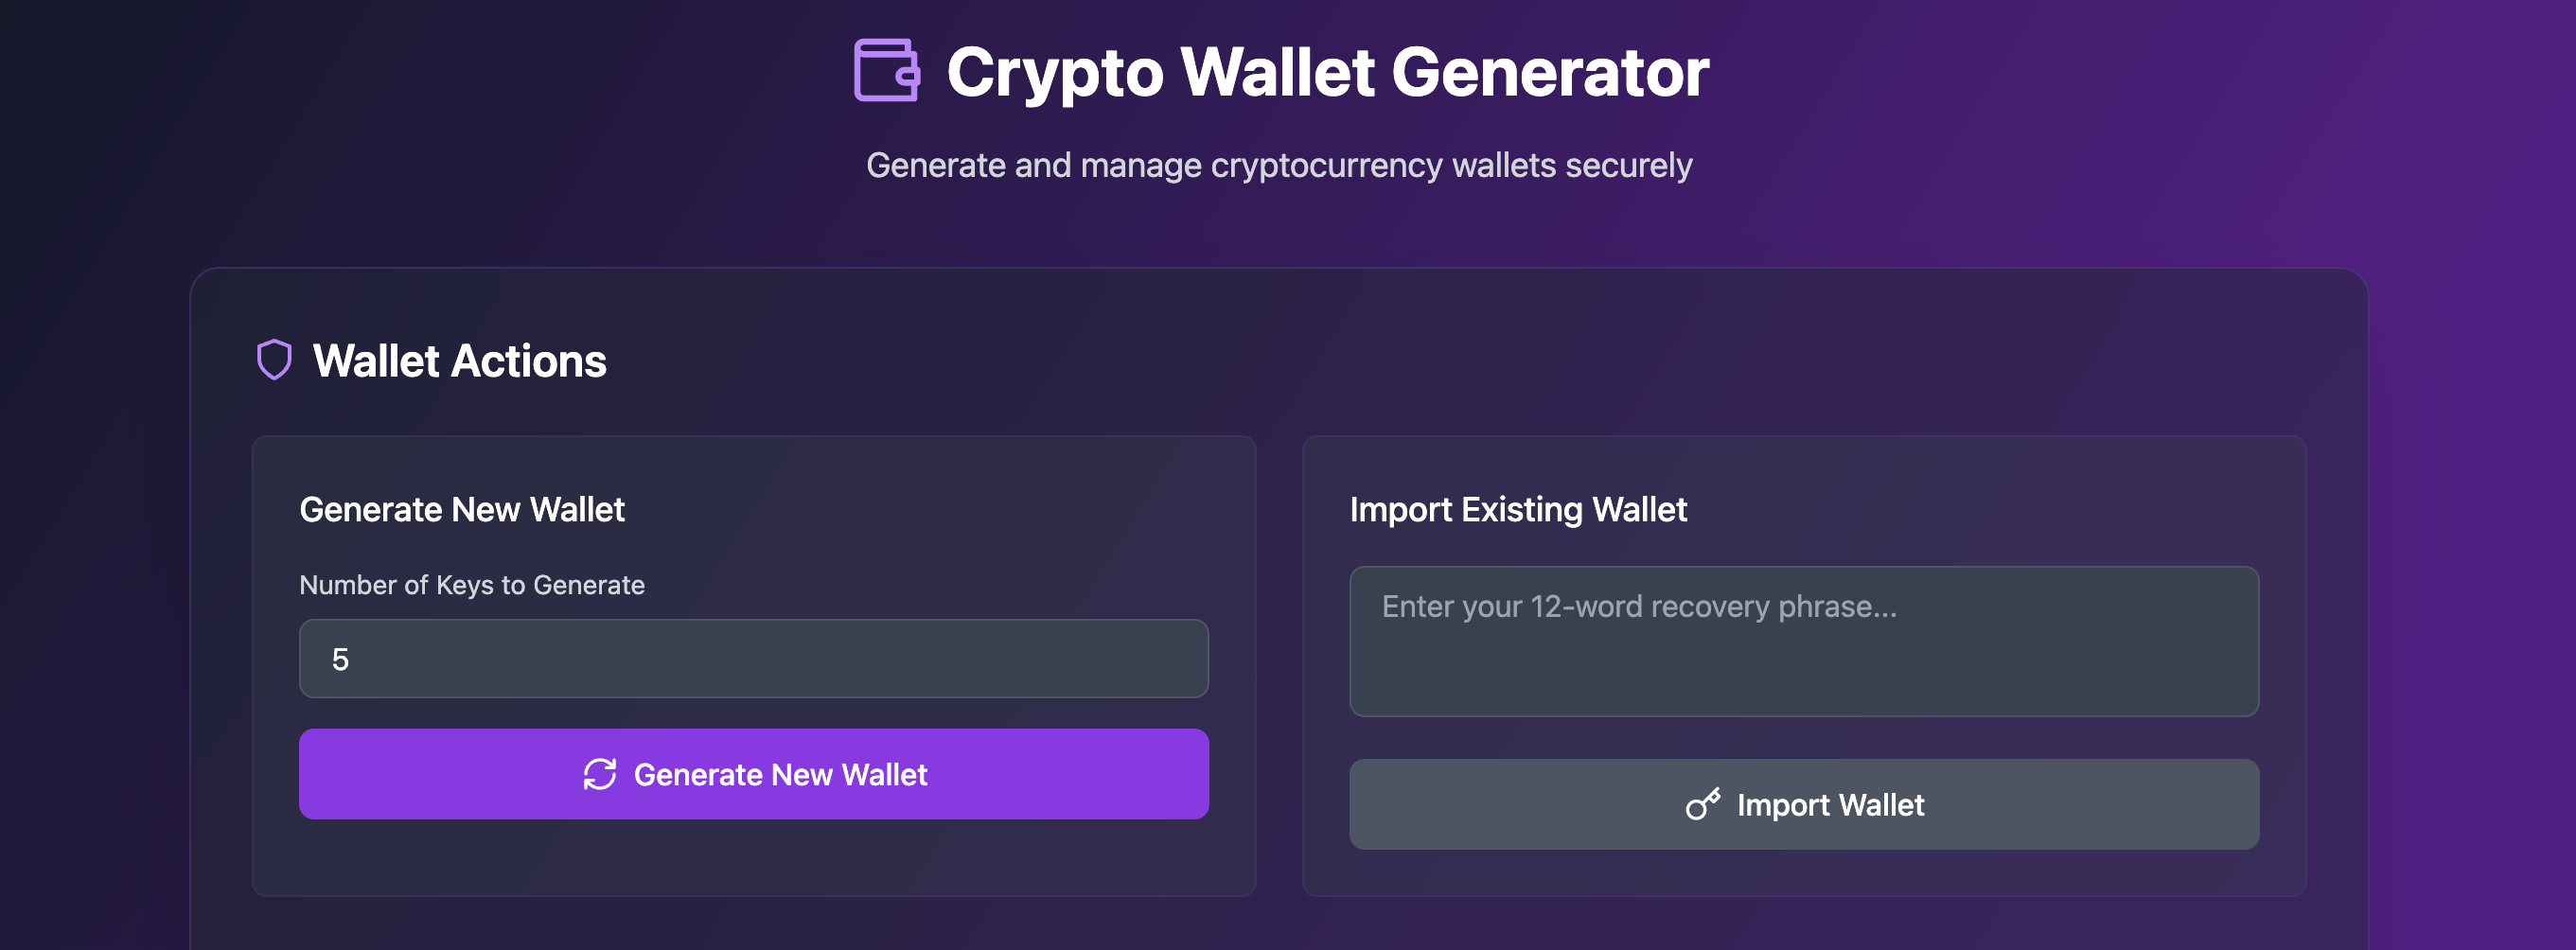 Crypto Wallet Generator
Generate and manage cryptocurrency wallets securely
Wallet Actions
Generate New Wallet
Number of Keys to Generate
5
Generate New Wallet
Import Existing Wallet
Enter your 12-word recovery phrase...
Import Wallet